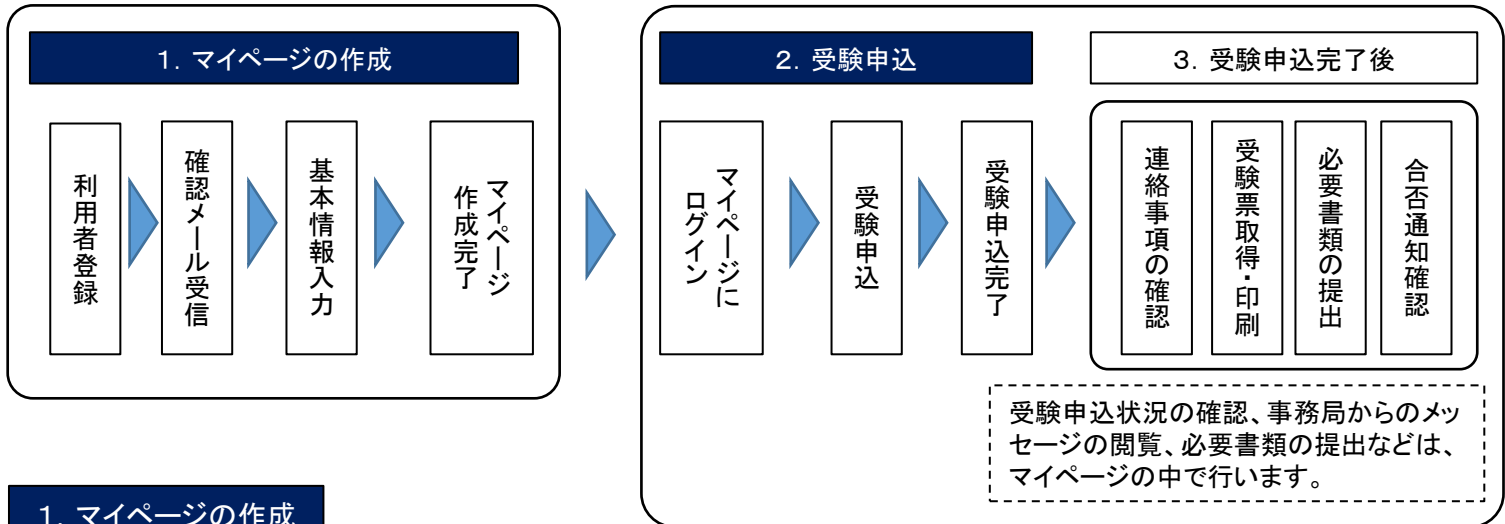 １．マイページの作成
利用者登録
確認メール受信
基本情報入力
マイページ
作成完了
２．受験申込
マイページに
ログイン
受験申込
受験申込完了
３．受験申込完了後
連絡事項の確認
受験票取得・印刷
必要書類の提出
合否通知確認
受験申込状況の確認、事務局からのメッ
セージの閲覧、必要書類の提出などは、
マイページの中で行います。
１．マイページの作成